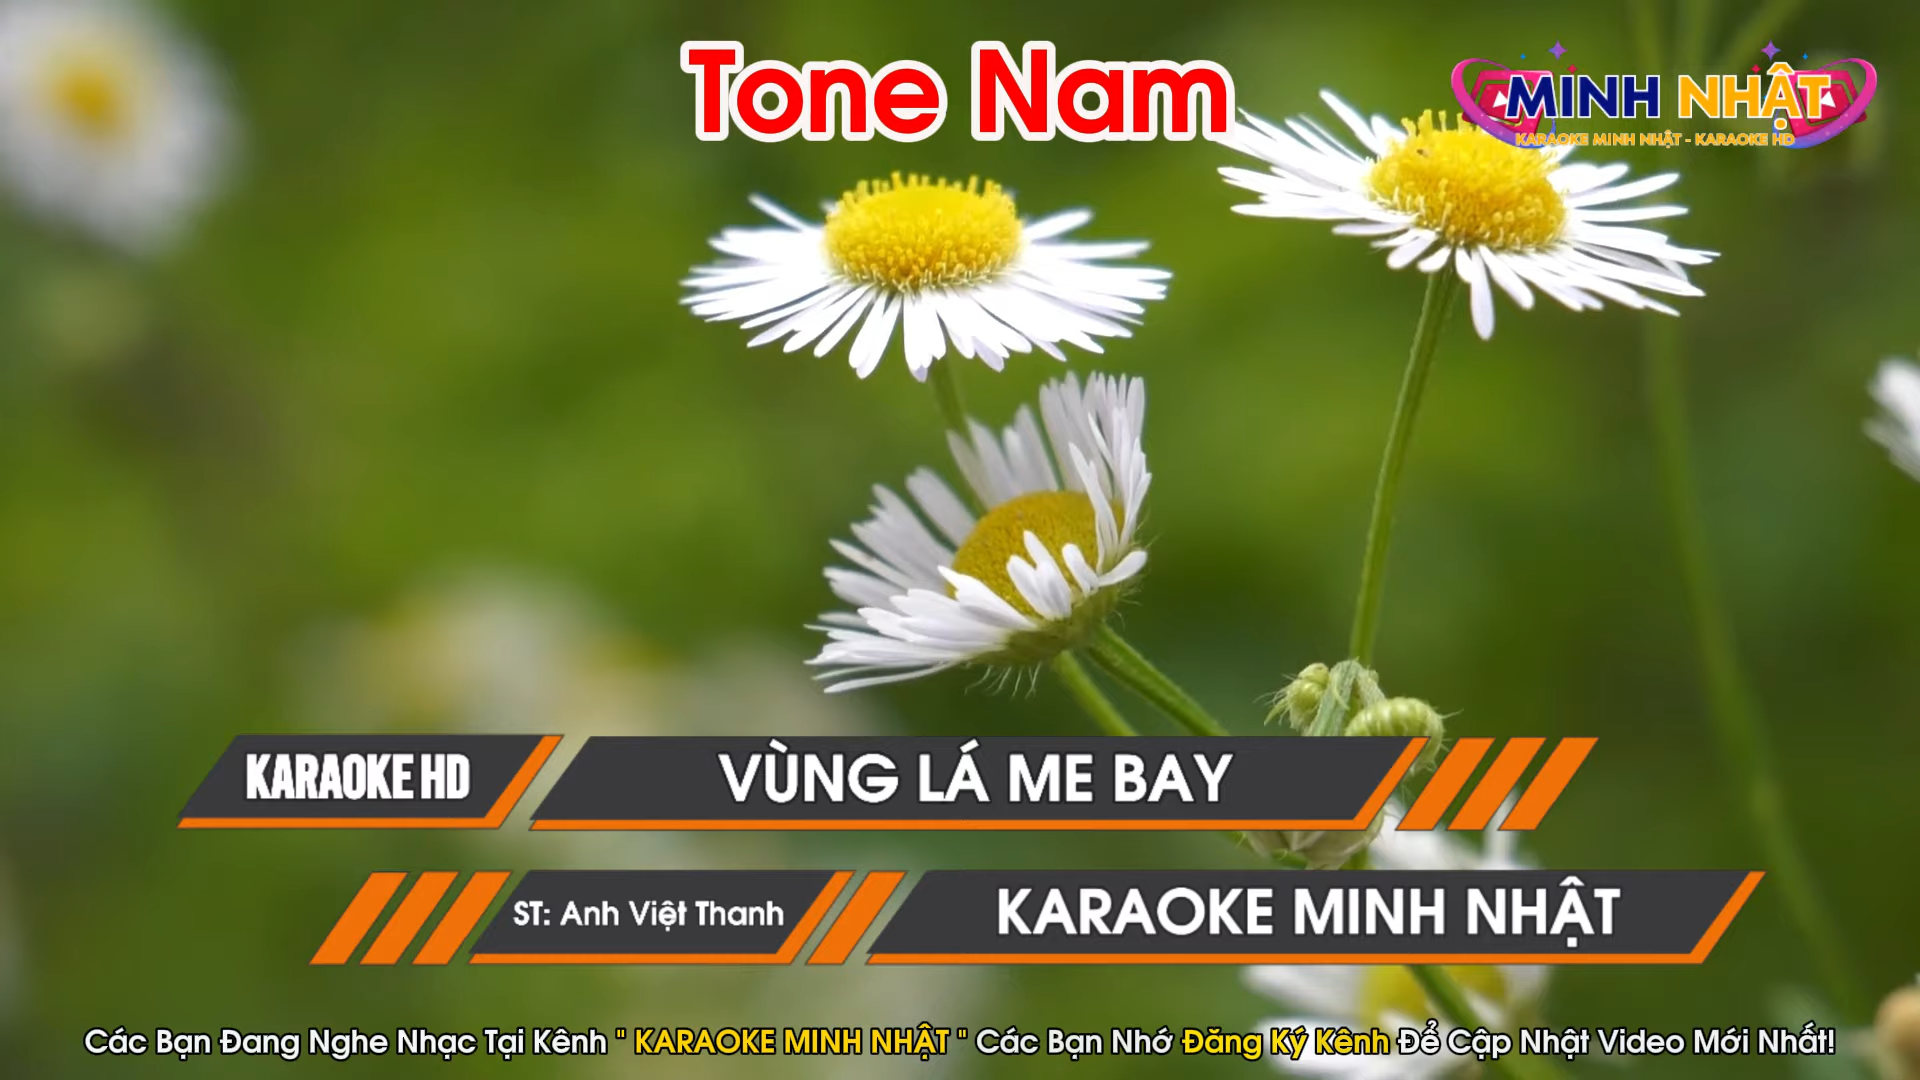 Tone Nam
MINH NHẬT
KARAOKE MINH NHẬT - KARAOKE HD
KARAOKE HD
VÙNG LÁ ME BAY
ST: Anh Việt Thanh
KARAOKE MINH NHẬT
Các Bạn Đang Nghe Nhạc Tại Kênh " KARAOKE MINH NHẬT " Các Bạn Nhớ Đăng Ký Kênh Để Cập Nhật Video Mới Nhất!